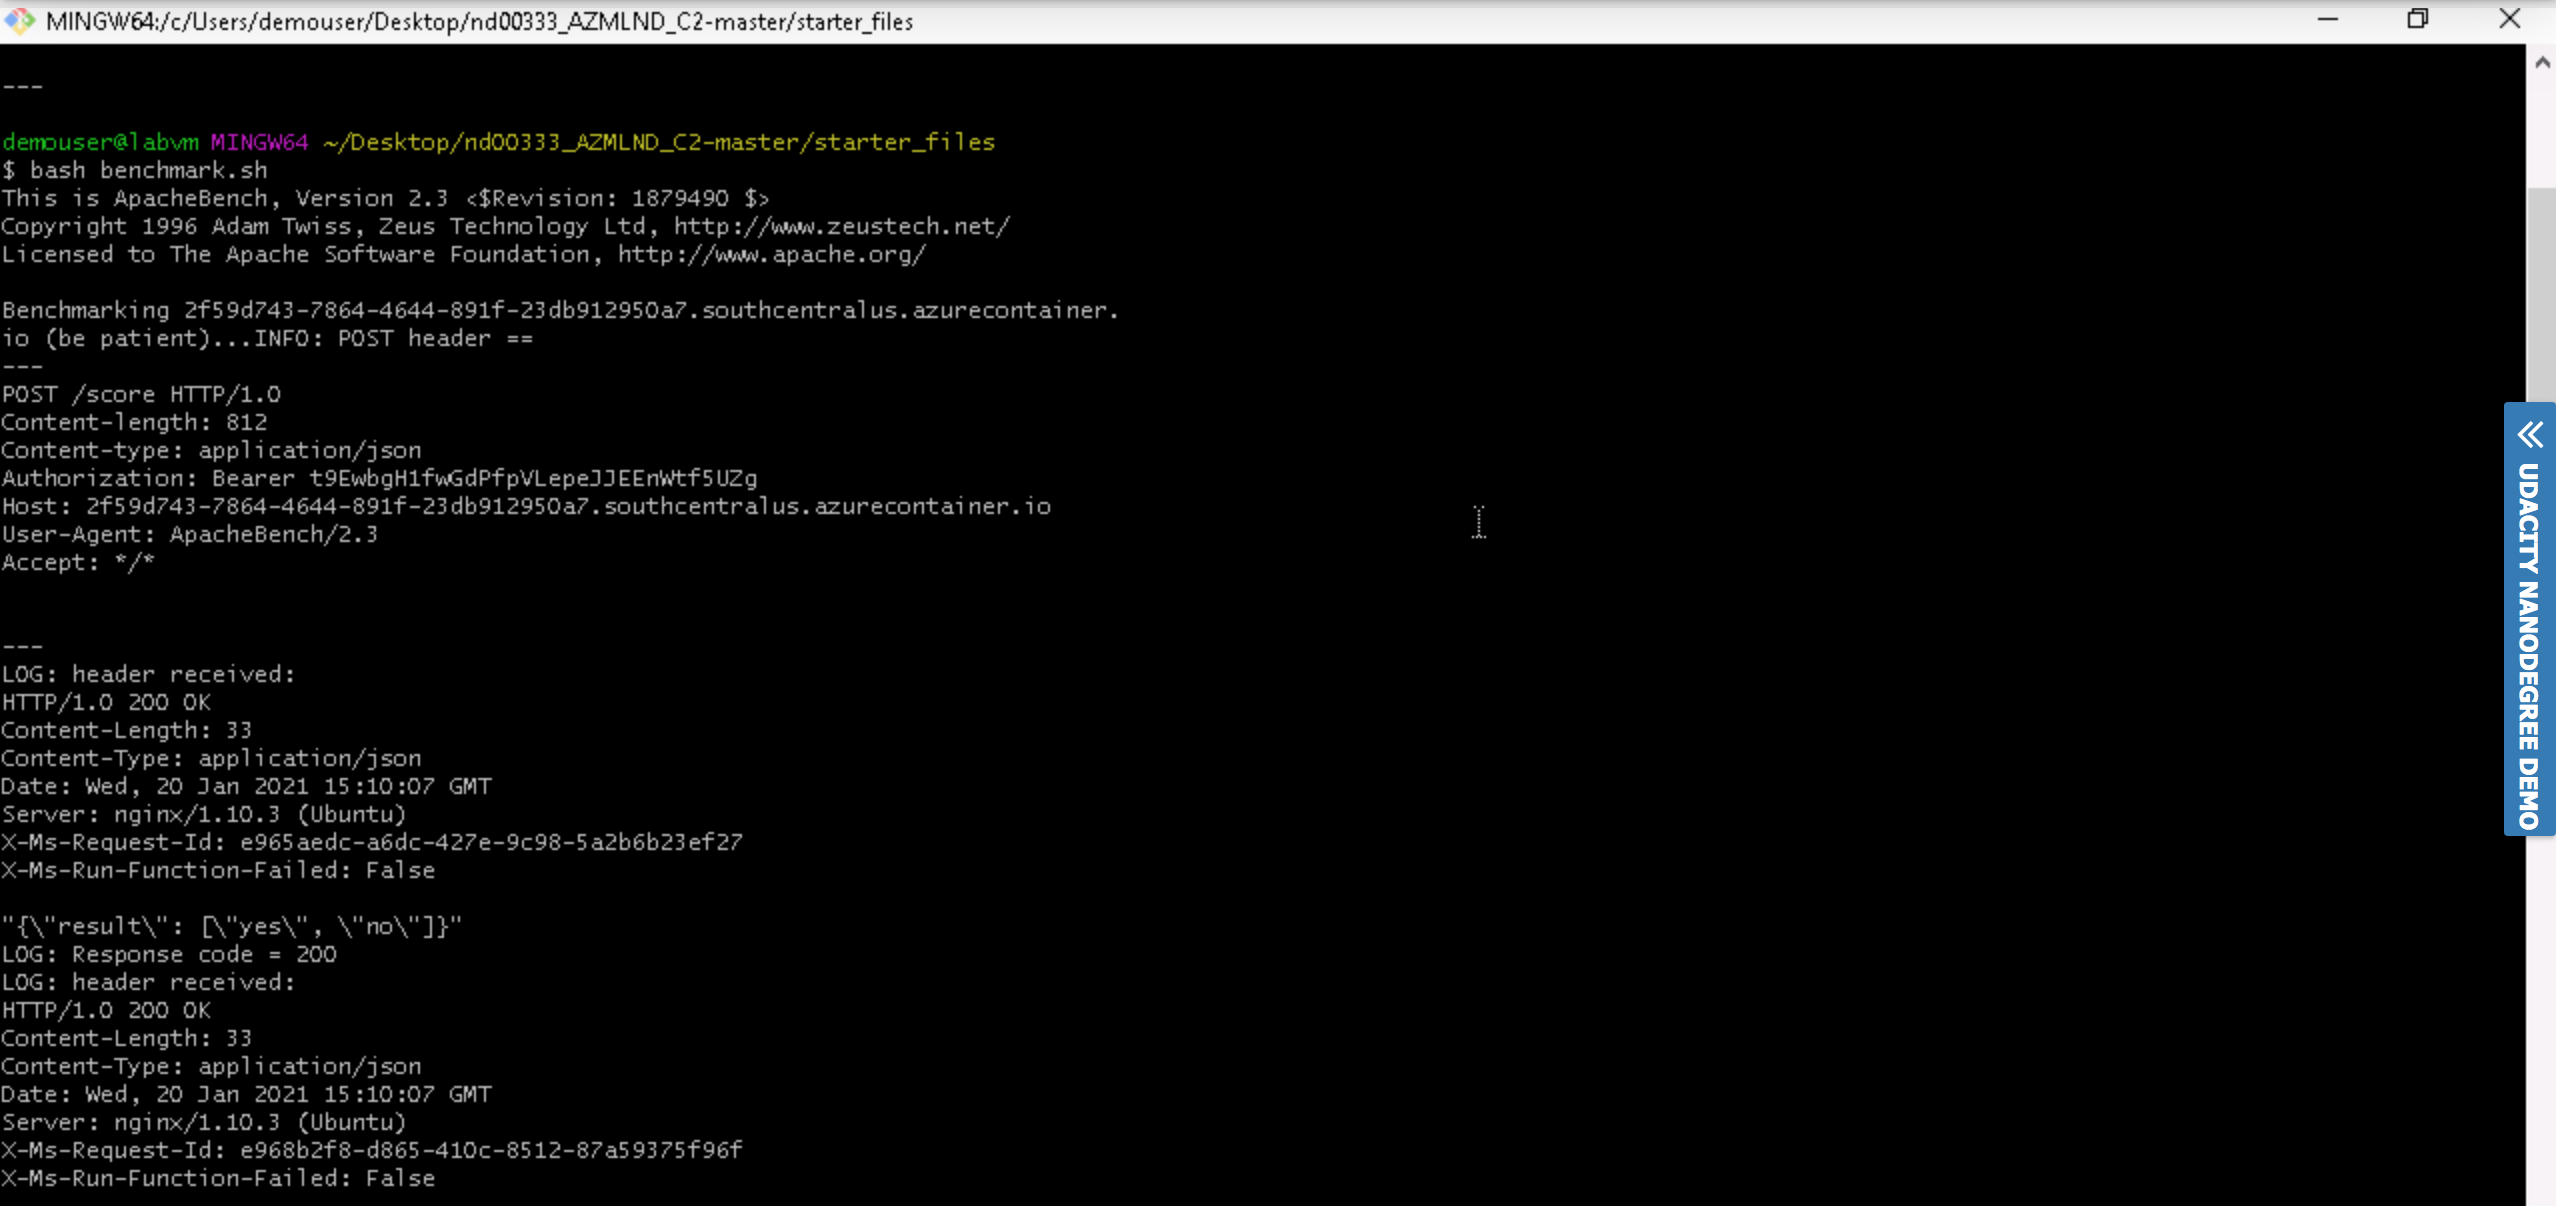 MINGW64:/c/Users/demouser/Desktop/nd00333_AZMLND_C2-master/starter_files
---
demouser@labvm MINGW64 ~/Desktop/nd00333_AZMLND_C2-master/starter_files
$ bash benchmark.sh
This is ApacheBench, Version 2.3 <$Revision: 1879490 $>
Copyright 1996 Adam Twiss, Zeus Technology Ltd, http://www.zeustech.net/
Licensed to The Apache Software Foundation, http://www.apache.org/
Benchmarking 2f59d743-7864-4644-891f-23db912950a7.southcentralus.azurecontainer.
io (be patient)...INFO: POST header ==
---
POST /score HTTP/1.0
Content-length: 812
Content-type: application/json
Authorization: Bearer t9EwbgH1fwGdPfpVLepeJJEEnWtf5UZg
Host: 2f59d743-7864-4644-891f-23db912950a7.southcentralus.azurecontainer.io
User-Agent: ApacheBench/2.3
Accept: */*
---
LOG: header received:
HTTP/1.0 200 OK
Content-Length: 33
Content-Type: application/json
Date: Wed, 20 Jan 2021 15:10:07 GMT
Server: nginx/1.10.3 (Ubuntu)
X-Ms-Request-Id: e965aedc-a6dc-427e-9c98-5a2b6b23ef27
X-Ms-Run-Function-Failed: False
"{\"result\": [\"yes\", \"no\"]}"
LOG: Response code = 200
LOG: header received:
HTTP/1.0 200 OK
Content-Length: 33
Content-Type: application/json
Date: Wed, 20 Jan 2021 15:10:07 GMT
Server: nginx/1.10.3 (Ubuntu)
X-Ms-Request-Id: e968b2f8-d865-410c-8512-87a59375f96f
X-Ms-Run-Function-Failed: False
UDACITY NANODEGREE DEMO